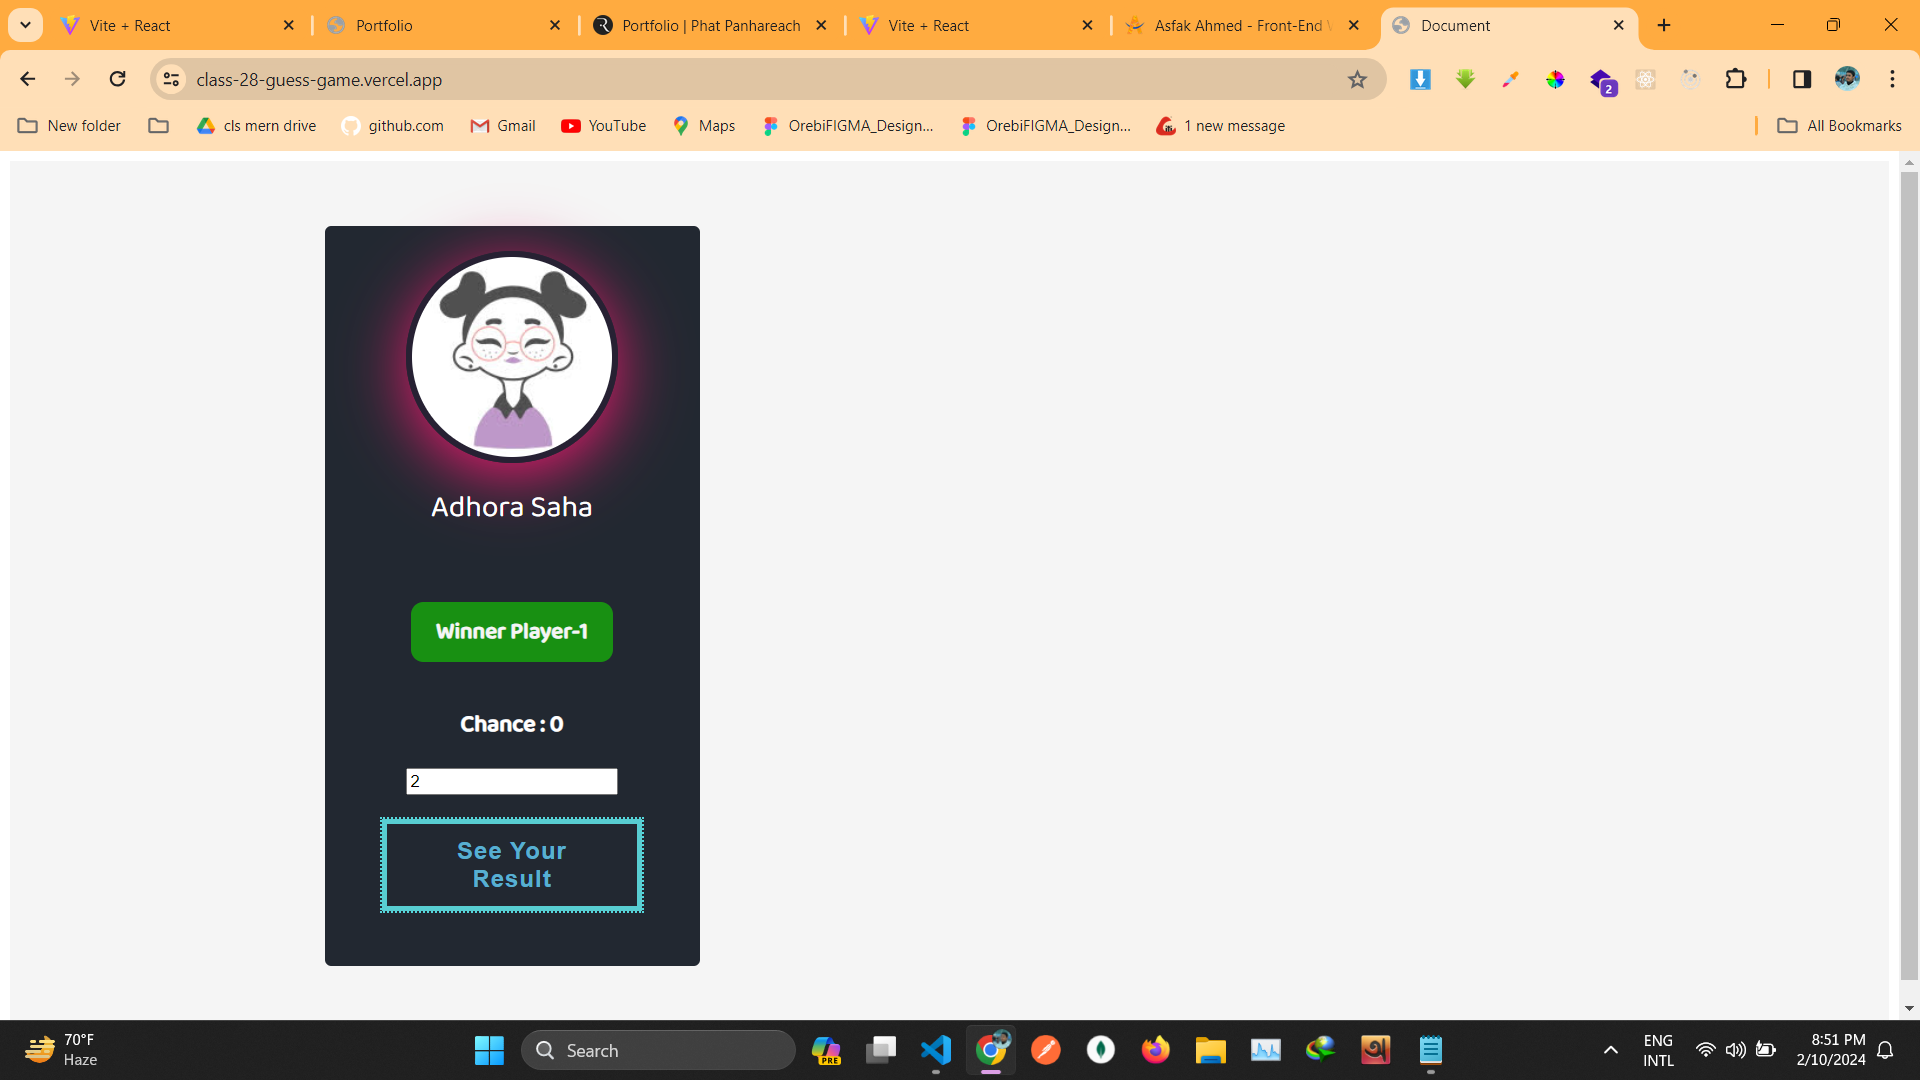 Vite + React
Portfolio
Portfolio | Phat Panhareach
Vite + React
Asfak Ahmed - Front-End
Document
class-28-guess-game.vercel.app
2
New folder
cls mern drive
github.com
Gmail
YouTube
Maps
OrebiFIGMA_Design...
OrebiFIGMA_Design...
1 new message
All Bookmarks
Adhora Saha
Winner Player-1
Chance : 0
2
See Your
Result
70°F
Haze
Search
PRE
ENG
INTL
8:51 PM
2/10/2024